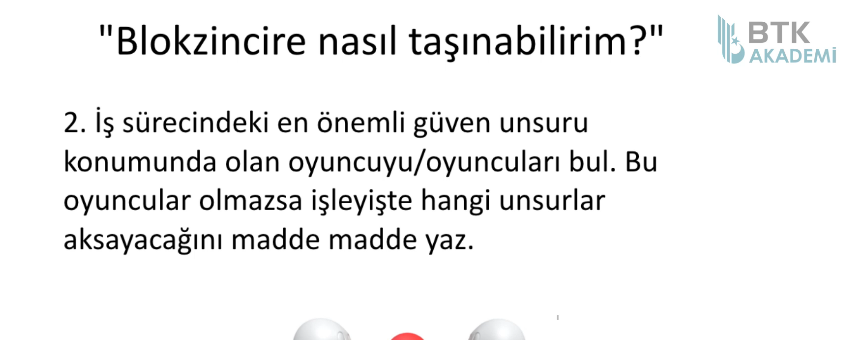 "Blokzincire nasıl taşınabilirim?"
BTK
AKADEMİ
2. İş sürecindeki en önemli güven unsuru
konumunda olan oyuncuyu/oyuncuları bul. Bu
oyuncular olmazsa işleyişte hangi unsurlar
aksayacağını madde madde yaz.